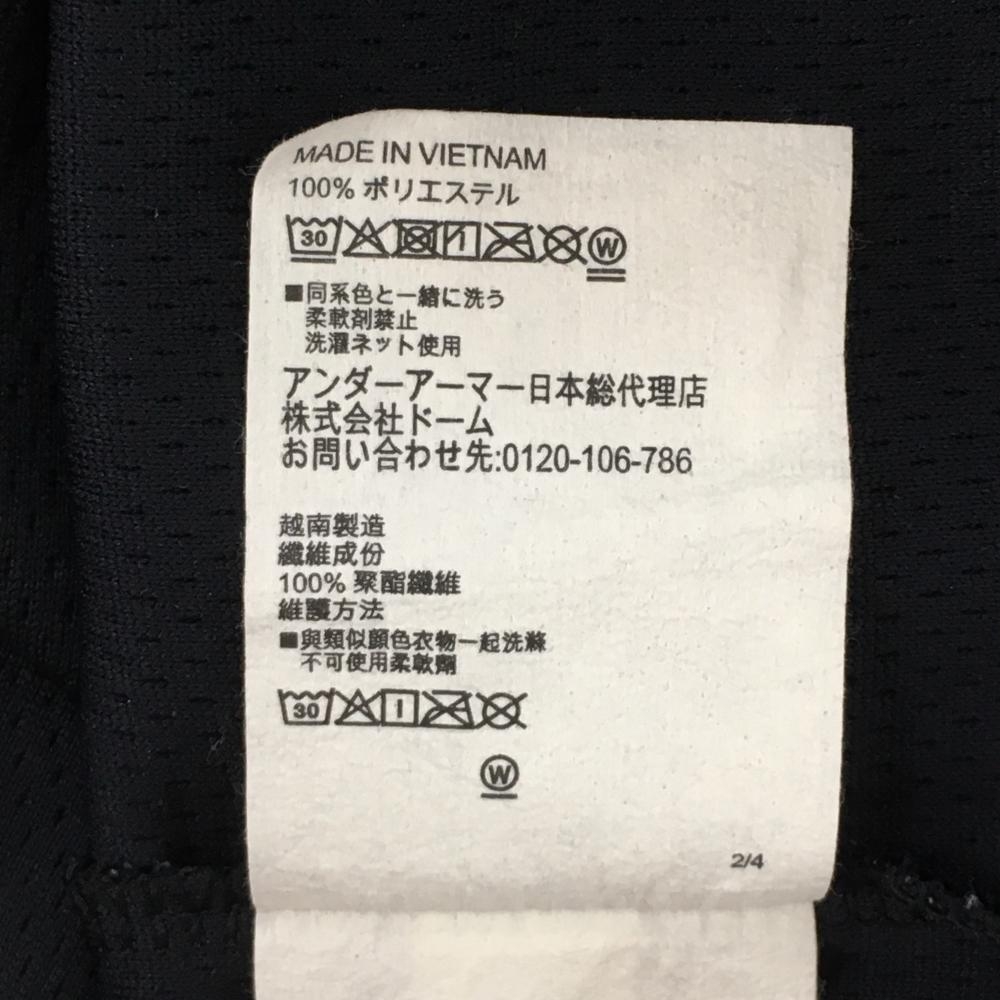 MADE IN VIETNAM
100% ポリエステル
30
W
■同系色と一緒に洗う
柔軟剤禁止
洗濯ネット使用
アンダーアーマー日本総代理店
株式会社ドーム
お問い合わせ先:0120-106-786
越南製造
纖維成份
100% 聚酯纖維
維護方法
■與類似顏色衣物一起洗滌
不可使用柔軟劑
30
W
2/4